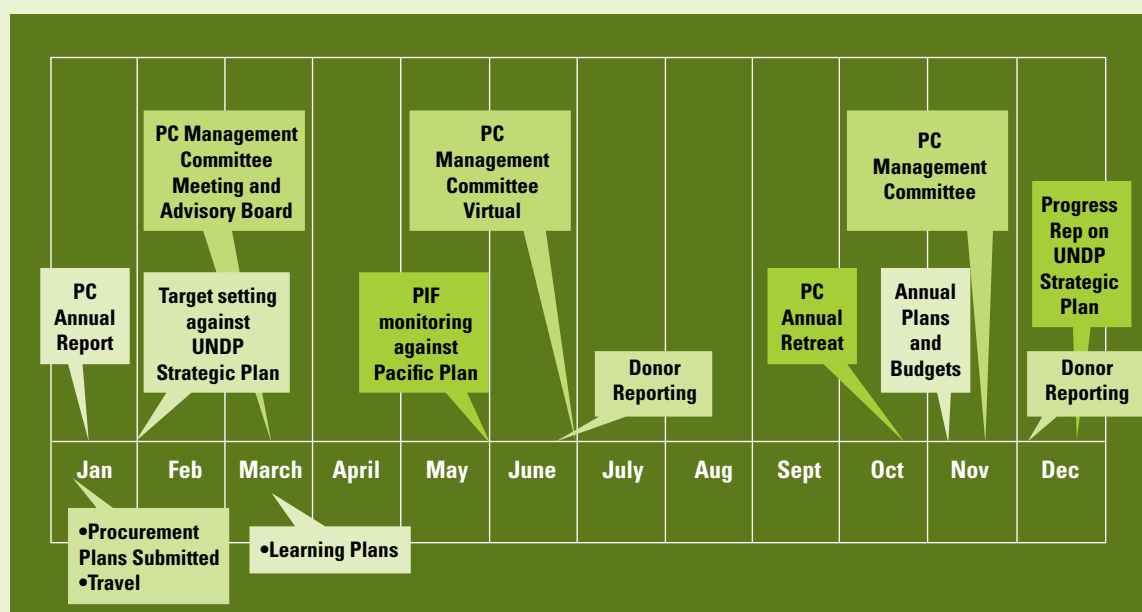 PC Management
Committee
Meeting and
Advisory Board
PC
Management
Committee
Virtual
PC
Management
Committee
Progress
Rep on
UNDP
Strategic
Plan
PC
Annual
Report
Target setting
against
UNDP
Strategic Plan
PIF
monitoring
against
Pacific Plan
Donor
Reporting
PC
Annual
Retreat
Annual
Plans
and
Budgets
Donor
Reporting
Jan Feb March April May June July Aug Sept Oct Nov Dec
•Procurement
Plans Submitted
•Travel
•Learning Plans